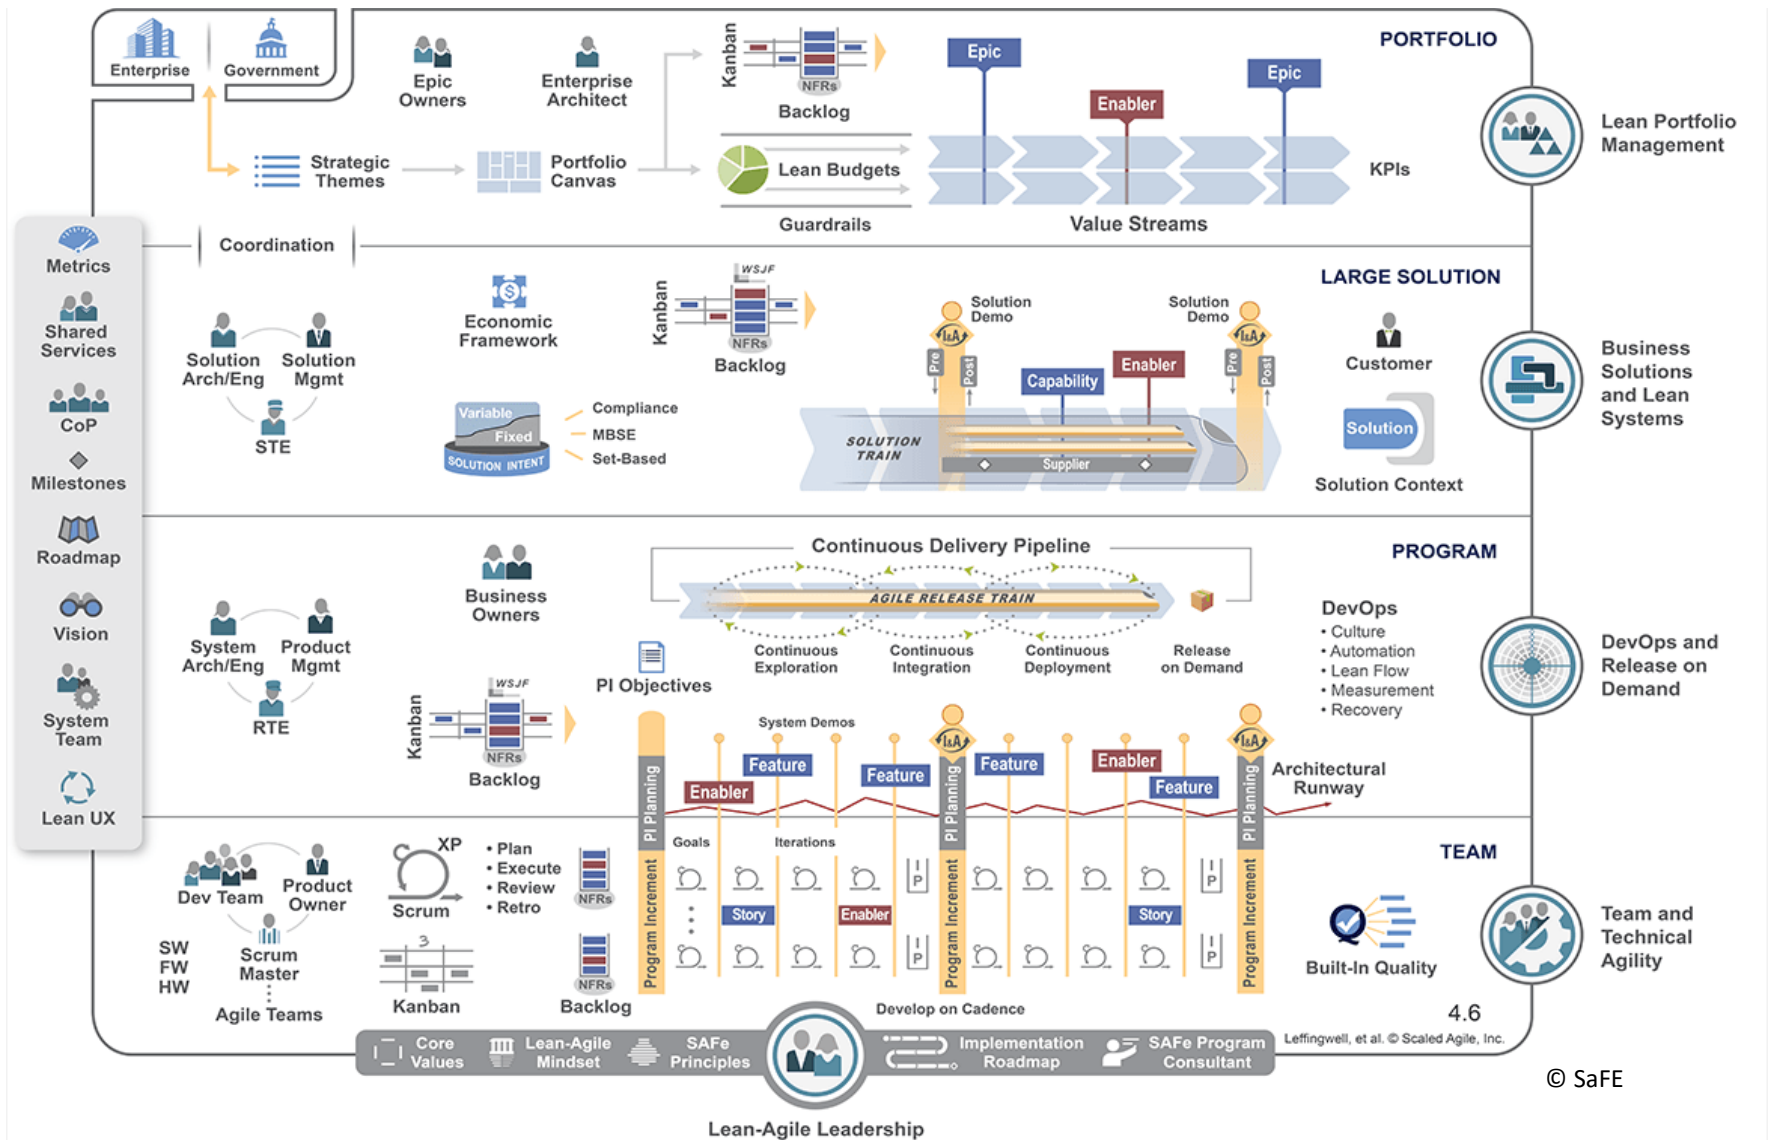 Enterprise
Government
Epic
Owners
Enterprise
Architect
Kanban
NFRs
Backlog
Epic
Enabler
Epic
PORTFOLIO
Lean Portfolio
Management
Strategic
Themes
Portfolio
Canvas
Lean Budgets
Guardrails
Value Streams
KPIs
Metrics
Shared
Services
CoP
Milestones
Roadmap
Vision
System
Team
Lean UX
Coordination
LARGE SOLUTION
Solution
Arch/Eng
Solution
Mgmt
STE
Economic
Framework
Variable
Fixed
SOLUTION INTENT
Compliance
MBSE
Set-Based
Kanban
WSJF
NFRs
Backlog
Solution
Demo
I&A
Pre
Post
Capability
Enabler
SOLUTION
TRAIN
Supplier
Solution
Demo
I&A
Pre
Post
Customer
Solution
Solution Context
Business
Solutions
and Lean
Systems
PROGRAM
Business
Owners
System
Arch/Eng
Product
Mgmt
RTE
Continuous Delivery Pipeline
AGILE RELEASE TRAIN
Continuous
Exploration
Continuous
Integration
Continuous
Deployment
Release
on Demand
DevOps
• Culture
• Automation
• Lean Flow
• Measurement
• Recovery
DevOps and
Release on
Demand
PI Objectives
Kanban
WSJF
NFRs
Backlog
System Demos
I&A
I&A
Enabler
Feature
Feature
Feature
Enabler
Feature
Architectural
Runway
PI Planning
PI Planning
PI Planning
TEAM
Dev Team
Product
Owner
Scrum
Master
SW
FW
HW
Agile Teams
XP
Scrum
• Plan
• Execute
• Review
• Retro
3
Kanban
NFRs
NFRs
Backlog
Program Increment
Program Increment
Program Increment
Goals
Iterations
Story
Enabler
Story
I
P
I
P
I
P
I
P
Built-In Quality
Team and
Technical
Agility
Develop on Cadence
4.6
Leffingwell, et al. © Scaled Agile, Inc.
Core
Values
Lean-Agile
Mindset
SAFe
Principles
Implementation
Roadmap
SAFe Program
Consultant
Lean-Agile Leadership
© SaFE